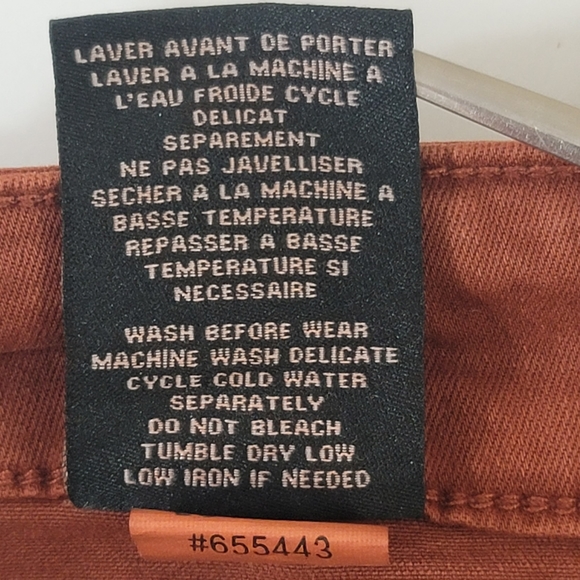 LAVER AVANT DE PORTER
LAVER A LA MACHINE A
L'EAU FROIDE CYCLE
DELICAT
SEPAREMENT
NE PAS JAVELLISER
SECHER A LA MACHINE A
BASSE TEMPERATURE
REPASSER A BASSE
TEMPERATURE SI
NECESSAIRE
WASH BEFORE WEAR
MACHINE WASH DELICATE
CYCLE COLD WATER
SEPARATELY
DO NOT BLEACH
TUMBLE DRY LOW
LOW IRON IF NEEDED
#655443